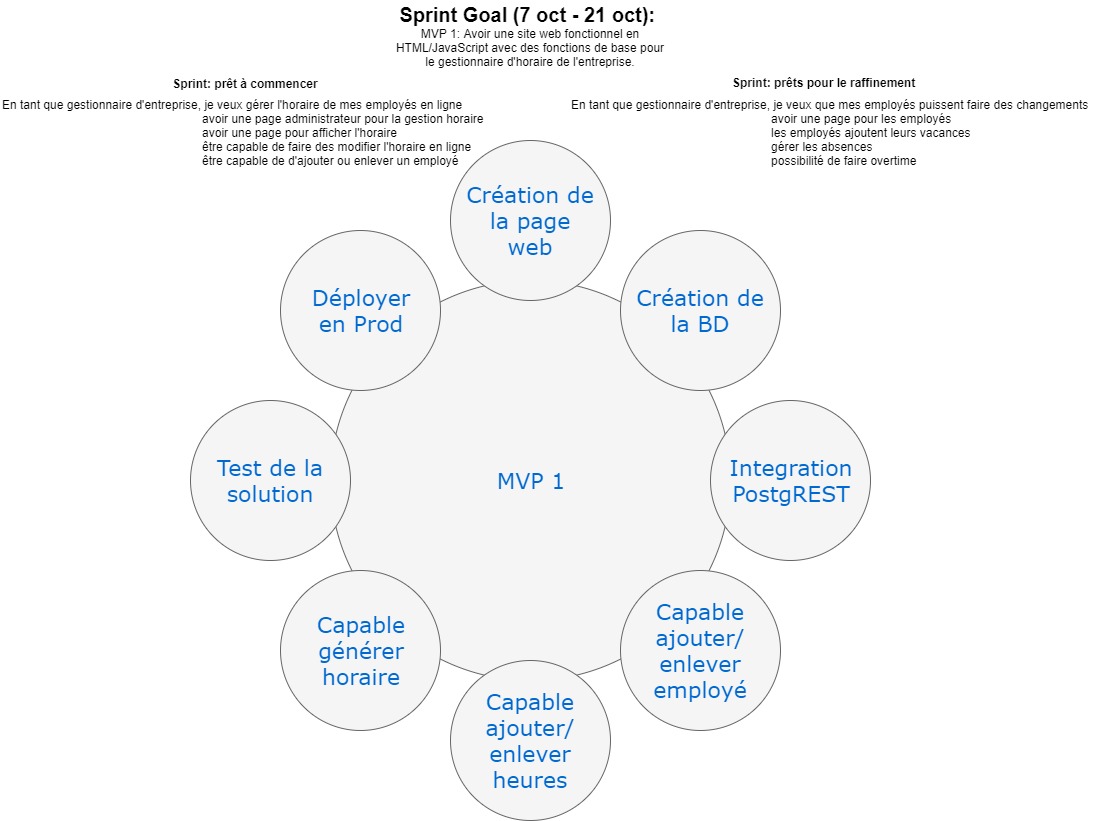 Sprint Goal (7 oct - 21 oct):
MVP 1: Avoir une site web fonctionnel en
HTML/JavaScript avec des fonctions de base pour
le gestionnaire d'horaire de l'entreprise.
Sprint: prêt à commencer
En tant que gestionnaire d'entreprise, je veux gérer l'horaire de mes employés en ligne
avoir une page administrateur pour la gestion horaire
avoir une page pour afficher l'horaire
être capable de faire des modifier l'horaire en ligne
être capable de d'ajouter ou enlever un employé
Sprint: prêts pour le raffinement
En tant que gestionnaire d'entreprise, je veux que mes employés puissent faire des changements
avoir une page pour les employés
les employés ajoutent leurs vacances
gérer les absences
possibilité de faire overtime
Création de
la page
web
Création de
la BD
Integration
PostgREST
Capable
ajouter/
enlever
employé
Capable
ajouter/
enlever
heures
Capable
générer
horaire
Test de la
solution
Déployer
en Prod
MVP 1